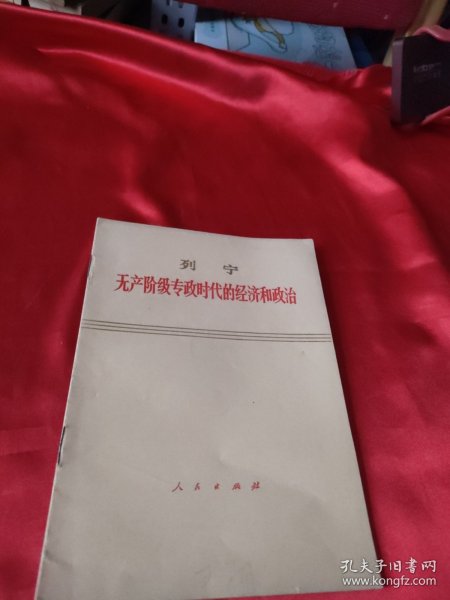 列 宁
无产阶级专政时代的经济和政治
人民出版社
孔夫子旧书网
www.kongfz.com